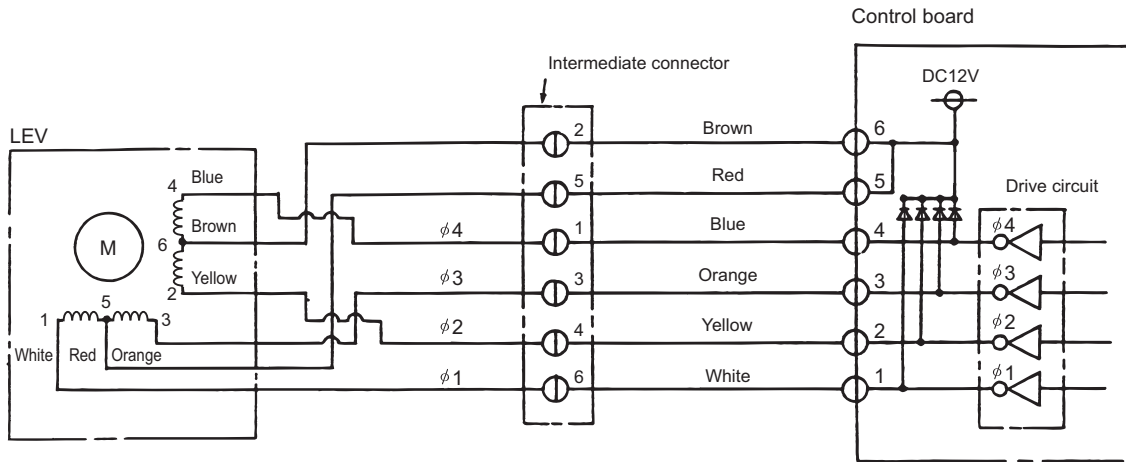 Control board
Intermediate connector
DC12V
LEV
2 Brown 6
5 Red 5
Drive circuit
4 Blue
ϕ4 1 Blue 4 ϕ4
6 Brown
ϕ3 3 Orange 3 ϕ3
2 Yellow
M
ϕ2 4 Yellow 2 ϕ2
1 5 3
White Red Orange
ϕ1 6 White 1 ϕ1